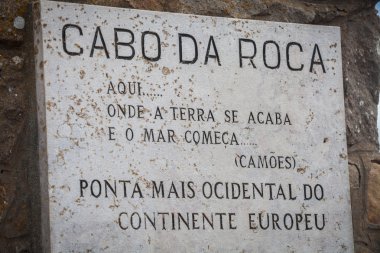 CABO DA ROCA
AQUI.....
ONDE A TERRA SE ACABA
E O MAR COMEÇA.....
(CAMÕES)
PONTA MAIS OCIDENTAL DO
CONTINENTE EUROPEU